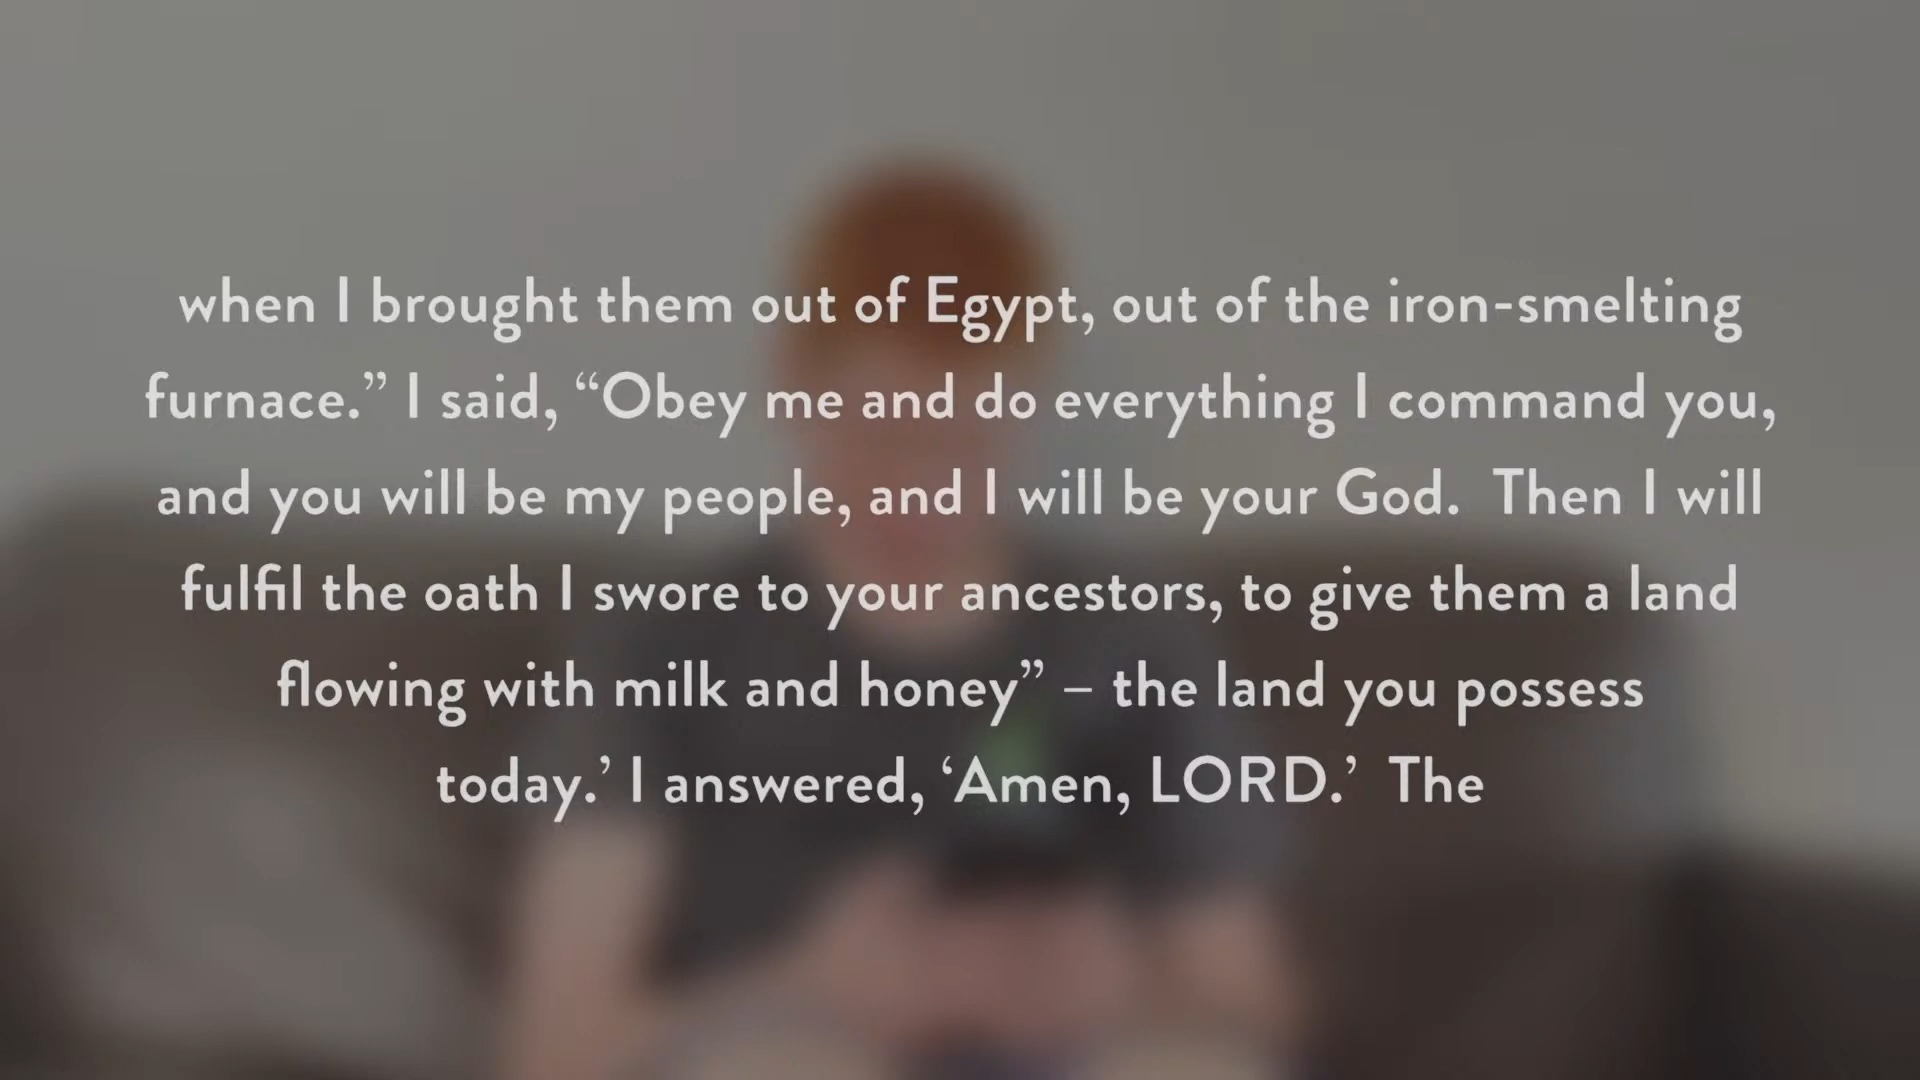 when I brought them out of Egypt, out of the iron-smelting
furnace.” I said, “Obey me and do everything I command you,
and you will be my people, and I will be your God.  Then I will
fulfil the oath I swore to your ancestors, to give them a land
flowing with milk and honey” – the land you possess
today.’ I answered, ‘Amen, LORD.’  The